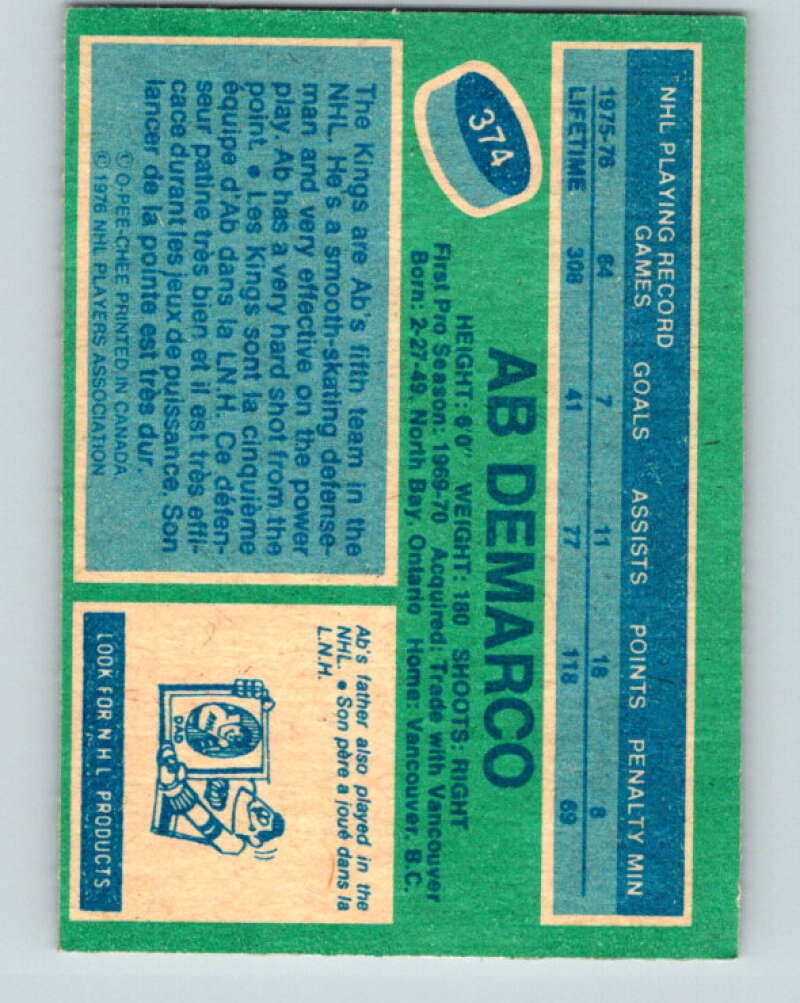 NHL PLAYING RECORD
GAMES GOALS ASSISTS POINTS PENALTY MIN
1975-76 64 7 11 18 8
LIFETIME 308 41 77 118 69
374
AB DEMARCO
HEIGHT: 6'0" WEIGHT: 180 SHOOTS: RIGHT
First Pro Season: 1969-70 Acquired: Trade with Vancouver
Born: 2-27-49, North Bay, Ontario Home: Vancouver, B.C.
The Kings are Ab's fifth team in the
NHL. He's a smooth-skating defense-
man and very effective on the power
play. Ab has a very hard shot from the
point. • Les Kings sont la cinquième
équipe d'Ab dans la L.N.H. Ce défen-
seur patine très bien et il est très effi-
cace durant les jeux de puissance. Son
lancer de la pointe est très dur.
© O-PEE-CHEE PRINTED IN CANADA
© 1976 NHL PLAYERS ASSOCIATION
Ab's father also played in the
NHL. • Son père a joué dans la
L.N.H.
DAD
LOOK FOR NHL PRODUCTS